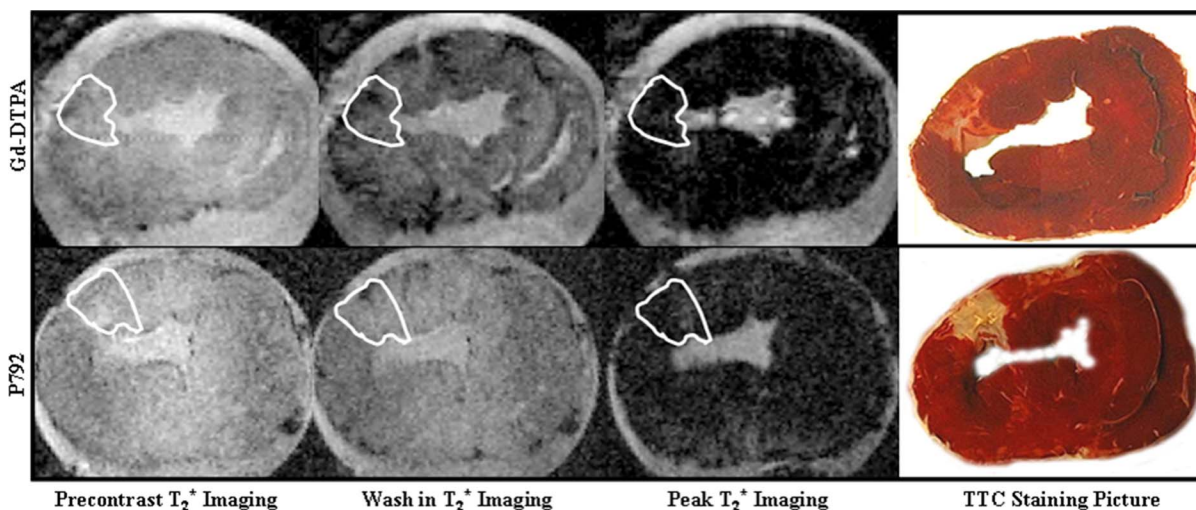 Gd-DTPA
P792
Precontrast T₂* Imaging
Wash in T₂* Imaging
Peak T₂* Imaging
TTC Staining Picture